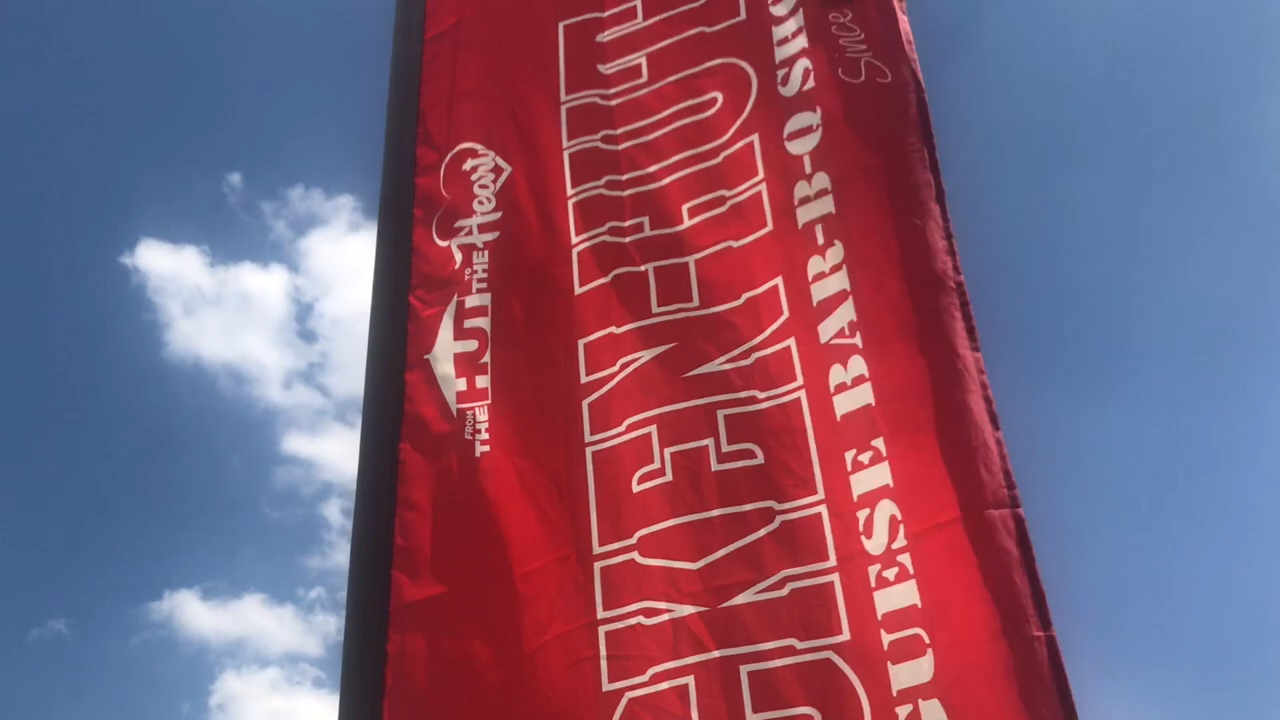 FROM
THE HUT TO THE Heart
CKEN-HUT
GUESE BAR-B-Q SHO
Since